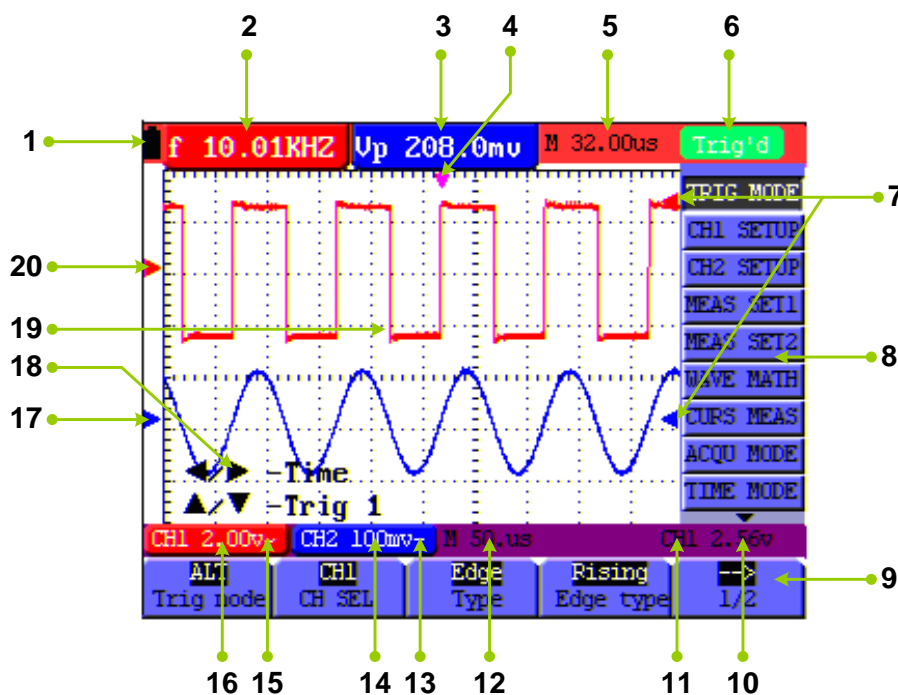 2 3 4 5 6
1
f 10.01KHZ
Vp 208.0mv
M 32.00us
Trig'd
TRIG MODE
7
CH1 SETUP
CH2 SETUP
20
MEAS SET1
19
MEAS SET2
8
18
WAVE MATH
17
CURS MEAS
ACQU MODE
◀/▶ -Time
TIME MODE
▲/▼ -Trig 1
CH1 2.00v~
CH2 100mv-
M 50.us
CH1 2.56v
ALT
Trig mode
CH1
CH SEL
Edge
Type
Rising
Edge type
-->
1/2
9
16 15 14 13 12 11 10